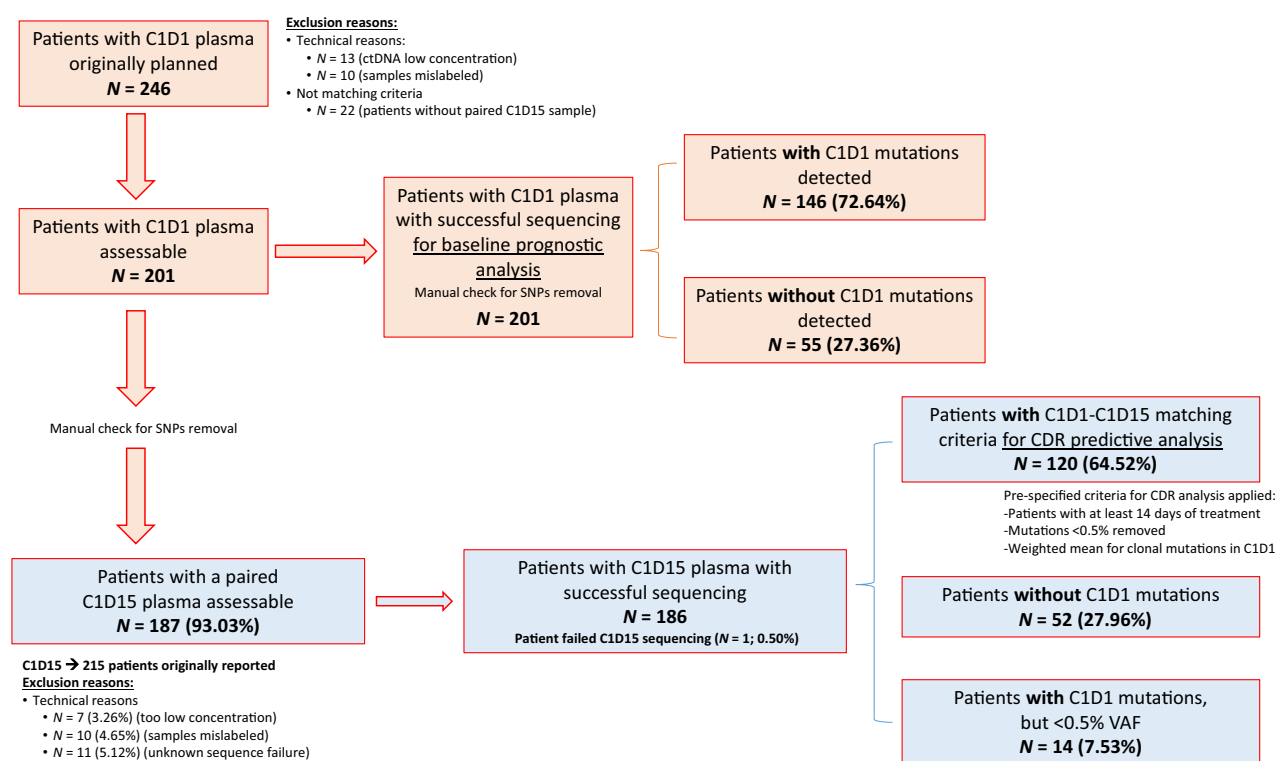 Patients with C1D1 plasma
originally planned
N = 246
Exclusion reasons:
• Technical reasons:
• N = 13 (ctDNA low concentration)
• N = 10 (samples mislabeled)
• Not matching criteria
• N = 22 (patients without paired C1D15 sample)
Patients with C1D1 plasma
assessable
N = 201
Patients with C1D1 plasma
with successful sequencing
for baseline prognostic
analysis
Manual check for SNPs removal
N = 201
Patients with C1D1 mutations
detected
N = 146 (72.64%)
Patients without C1D1 mutations
detected
N = 55 (27.36%)
Manual check for SNPs removal
Patients with a paired
C1D15 plasma assessable
N = 187 (93.03%)
C1D15 → 215 patients originally reported
Exclusion reasons:
• Technical reasons
• N = 7 (3.26%) (too low concentration)
• N = 10 (4.65%) (samples mislabeled)
• N = 11 (5.12%) (unknown sequence failure)
Patients with C1D15 plasma with
successful sequencing
N = 186
Patient failed C1D15 sequencing (N = 1; 0.50%)
Patients with C1D1-C1D15 matching
criteria for CDR predictive analysis
N = 120 (64.52%)
Pre-specified criteria for CDR analysis applied:
-Patients with at least 14 days of treatment
-Mutations <0.5% removed
-Weighted mean for clonal mutations in C1D1
Patients without C1D1 mutations
N = 52 (27.96%)
Patients with C1D1 mutations,
but <0.5% VAF
N = 14 (7.53%)